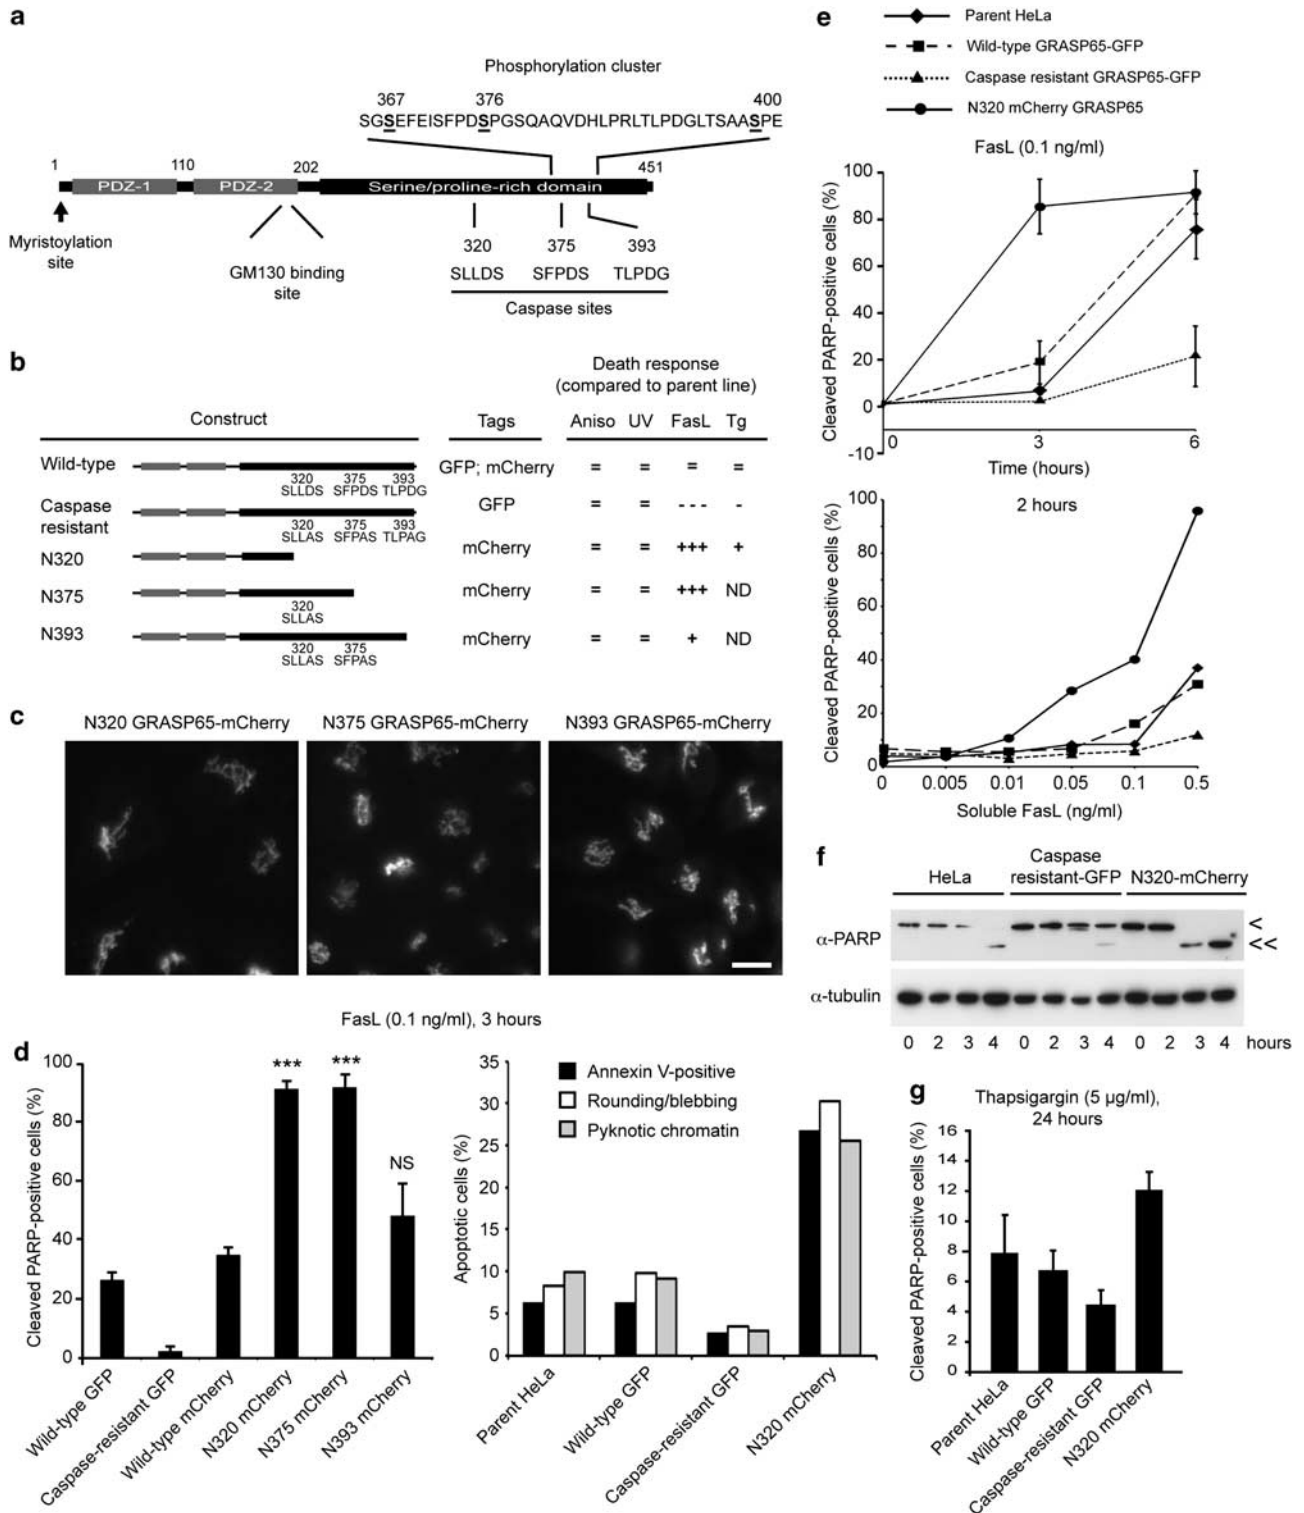 a
Phosphorylation cluster
367 376 400
SGSEFEISFPDSPGSQAQVDHLPRLTLPDGLTSAASPE
1 110 202 451
PDZ-1 PDZ-2 Serine/proline-rich domain
Myristoylation
site
GM130 binding
site
320 375 393
SLLDS SFPDS TLPDG
Caspase sites
b
Death response
(compared to parent line)
Construct Tags Aniso UV FasL Tg
Wild-type GFP; mCherry = = = =
320 375 393
SLLDS SFPDS TLPDG
Caspase
resistant
GFP = = - - - -
320 375 393
SLLAS SFPAS TLPAG
N320 mCherry = = +++ +
N375 mCherry = = +++ ND
320
SLLAS
N393 mCherry = = + ND
320 375
SLLAS SFPAS
c
N320 GRASP65-mCherry N375 GRASP65-mCherry N393 GRASP65-mCherry
FasL (0.1 ng/ml), 3 hours
d
Cleaved PARP-positive cells (%)
100
80
60
40
20
0
*** *** NS
Wild-type GFP
Caspase-resistant GFP
Wild-type mCherry
N320 mCherry
N375 mCherry
N393 mCherry
Apoptotic cells (%)
35
30
25
20
15
10
5
0
Annexin V-positive
Rounding/blebbing
Pyknotic chromatin
Parent HeLa
Wild-type GFP
Caspase-resistant GFP
N320 mCherry
e
Parent HeLa
Wild-type GRASP65-GFP
Caspase resistant GRASP65-GFP
N320 mCherry GRASP65
FasL (0.1 ng/ml)
Cleaved PARP-positive cells (%)
100
80
60
40
20
0
-10
0 3 6
Time (hours)
2 hours
Cleaved PARP-positive cells (%)
100
80
60
40
20
0
0 0.005 0.01 0.05 0.1 0.5
Soluble FasL (ng/ml)
f
HeLa
Caspase
resistant-GFP
N320-mCherry
α-PARP
<
<<
α-tubulin
0 2 3 4 0 2 3 4 0 2 3 4 hours
g
Thapsigargin (5 μg/ml),
24 hours
Cleaved PARP-positive cells (%)
16
14
12
10
8
6
4
2
0
Parent HeLa
Wild-type GFP
Caspase-resistant GFP
N320 mCherry